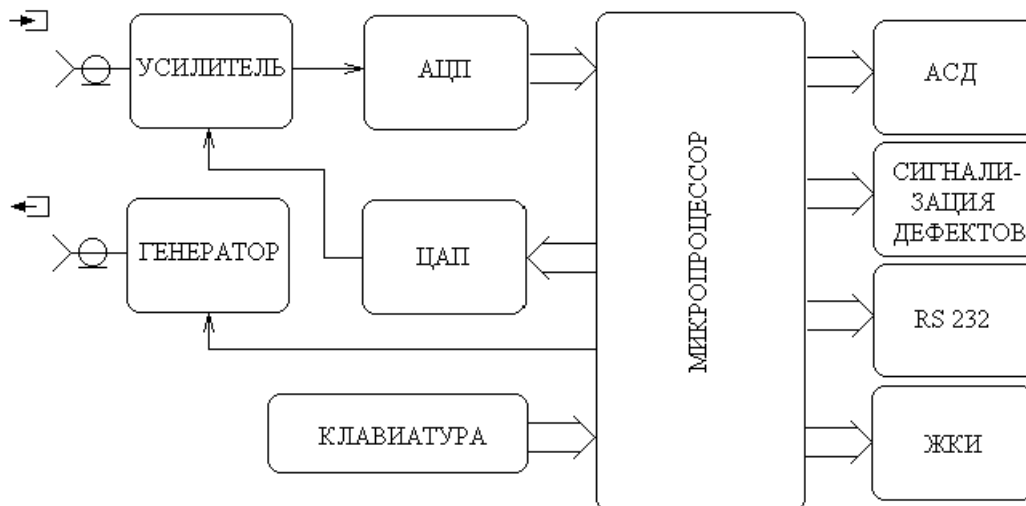 УСИЛИТЕЛЬ
АЦП
АСД
СИГНАЛИ-
ЗАЦИЯ
ДЕФЕКТОВ
ГЕНЕРАТОР
ЦАП
МИКРОПРОЦЕССОР
RS 232
КЛАВИАТУРА
ЖКИ